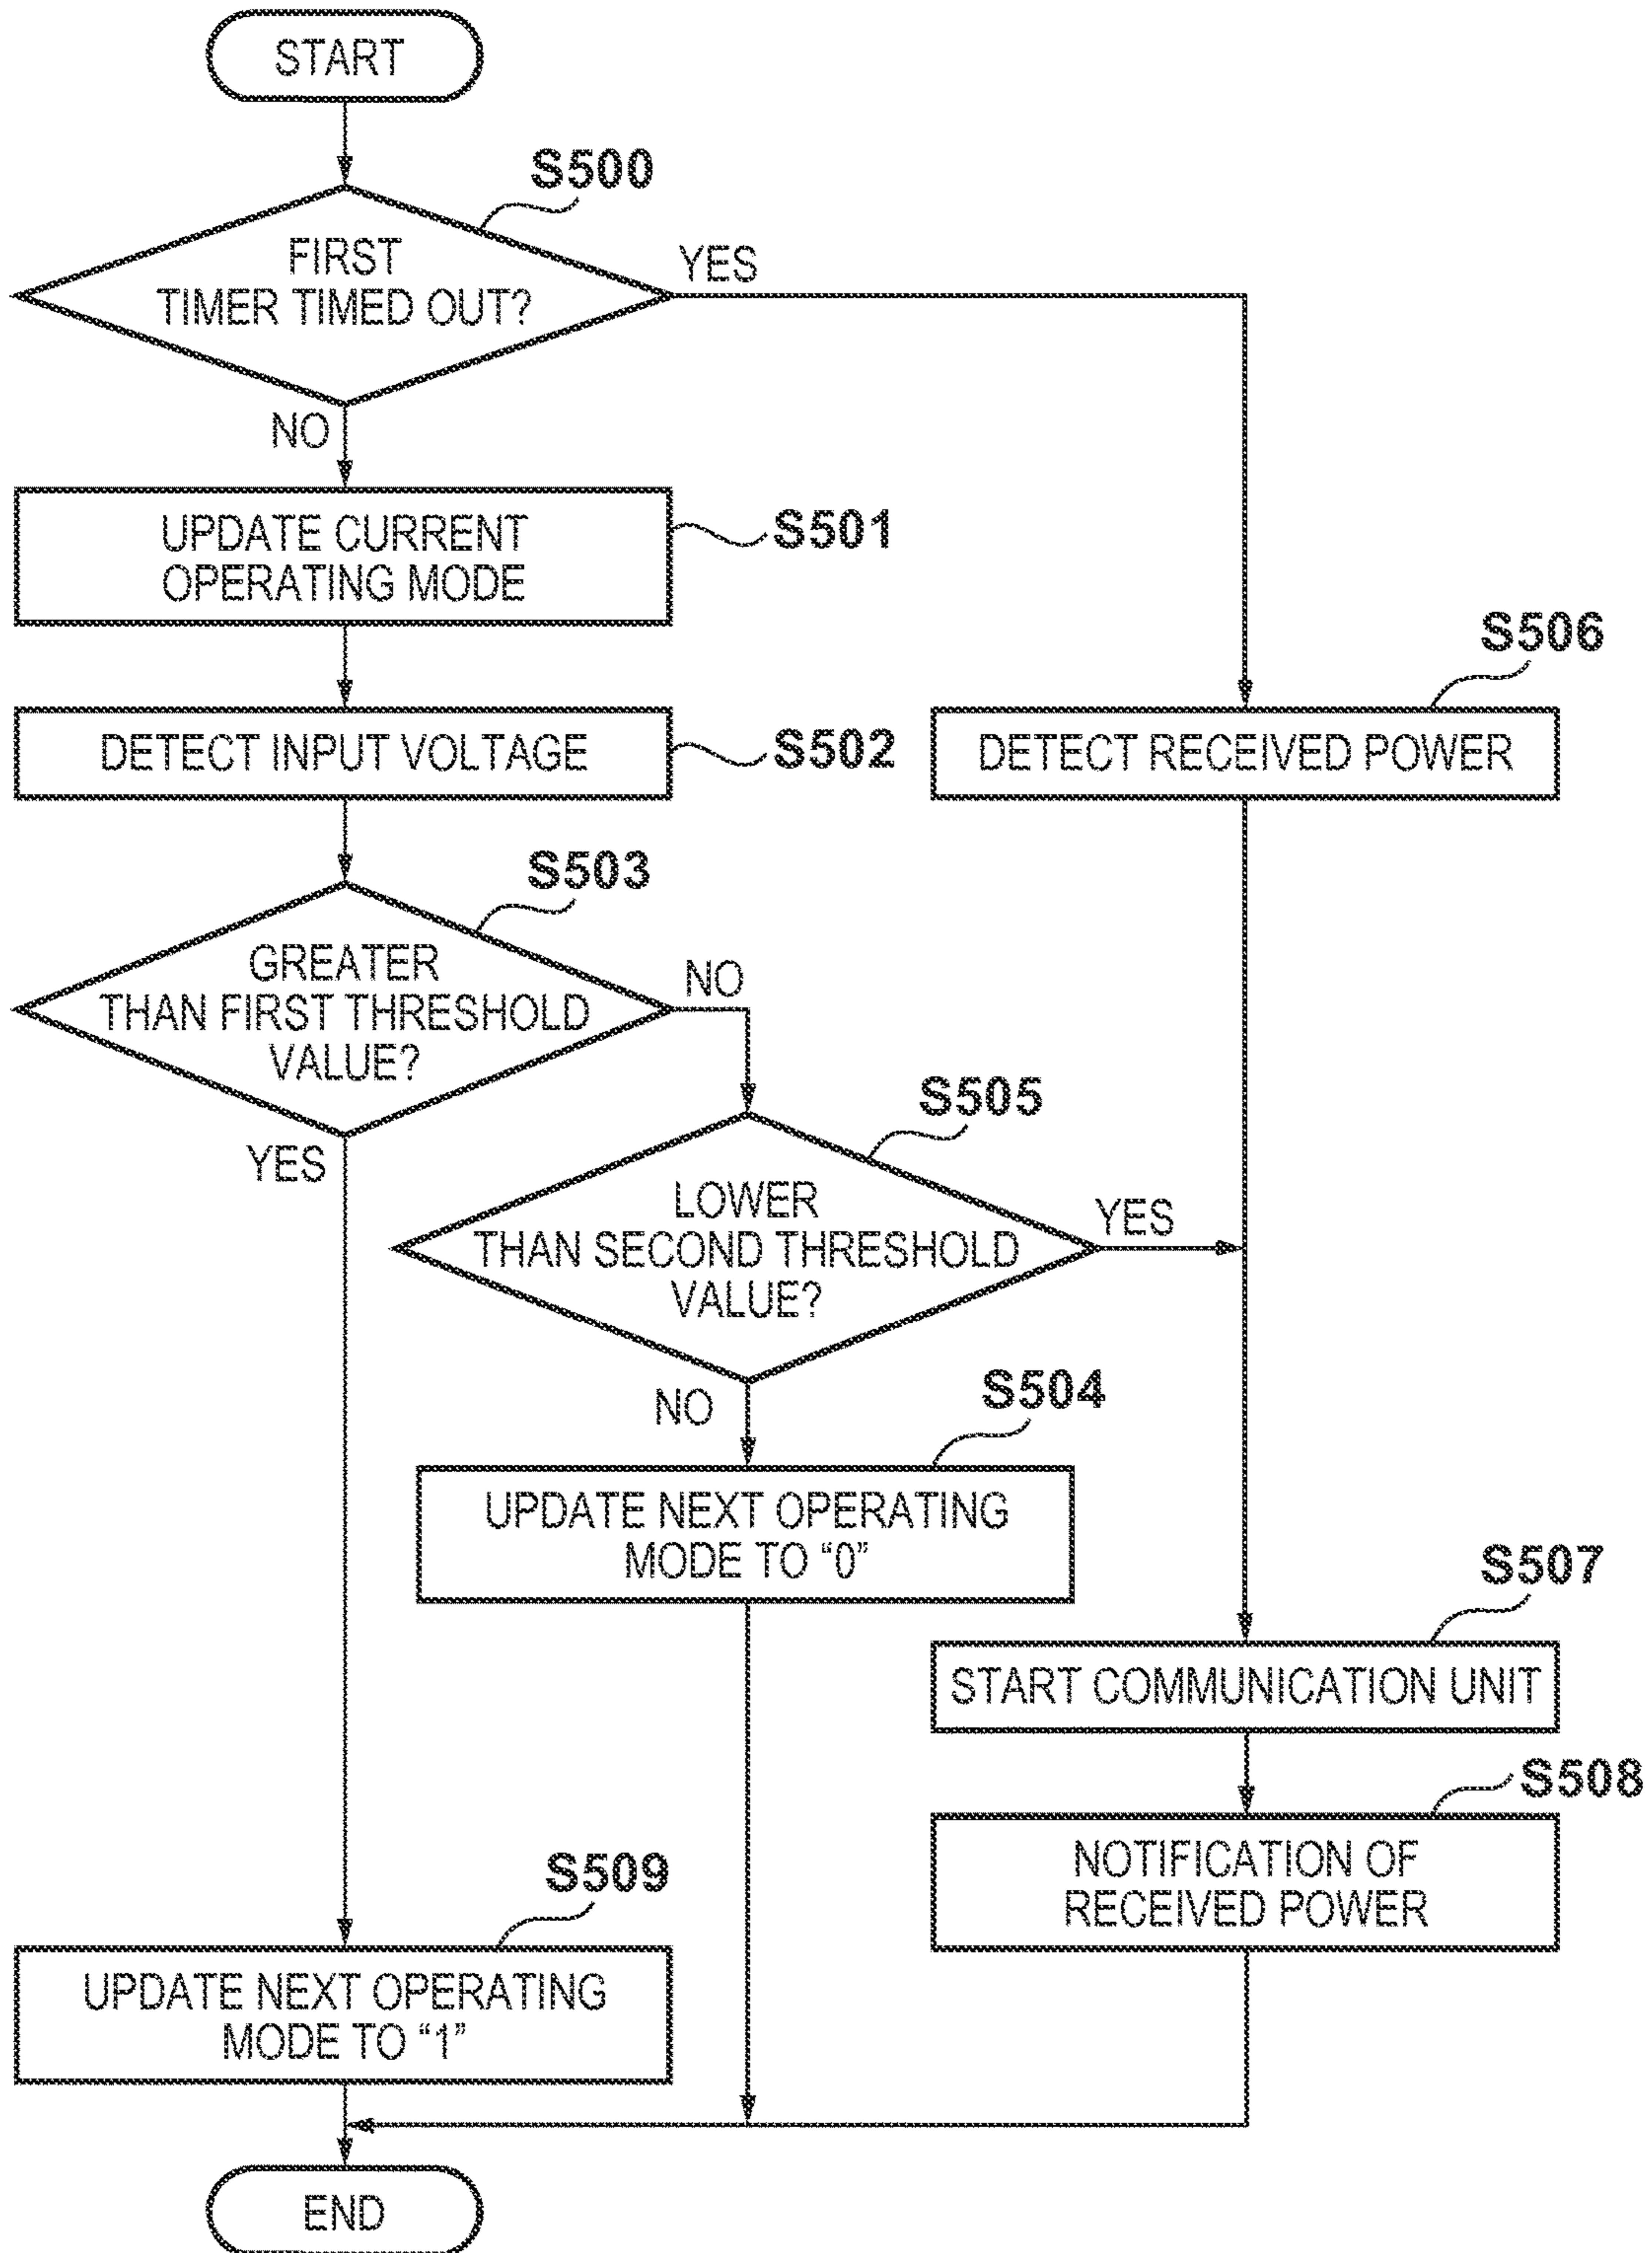 START
S500
FIRST
TIMER TIMED OUT?
YES
NO
UPDATE CURRENT
OPERATING MODE
S501
S506
DETECT INPUT VOLTAGE
S502
DETECT RECEIVED POWER
S503
GREATER
THAN FIRST THRESHOLD
VALUE?
NO
YES
S505
LOWER
THAN SECOND THRESHOLD
VALUE?
YES
NO
S504
UPDATE NEXT OPERATING
MODE TO “0”
S507
START COMMUNICATION UNIT
S508
NOTIFICATION OF
RECEIVED POWER
S509
UPDATE NEXT OPERATING
MODE TO “1”
END